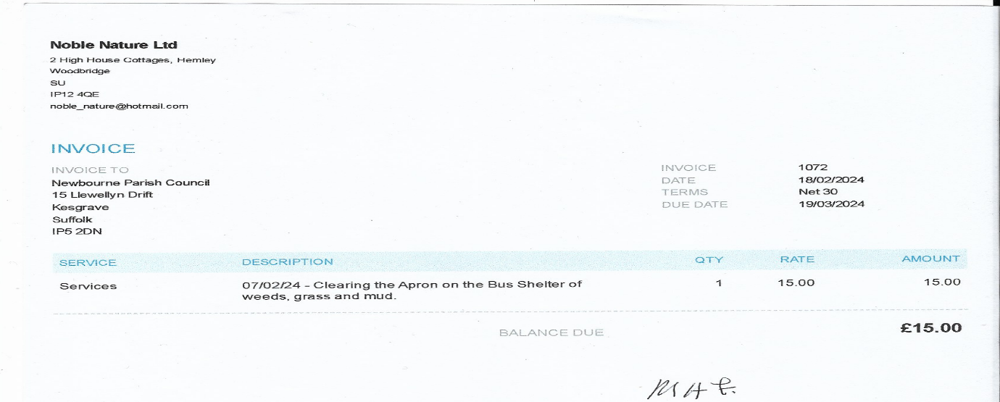 Noble Nature Ltd
2 High House Cottages, Hemley
Woodbridge
SU
IP12 4QE
noble_nature@hotmail.com
INVOICE
INVOICE TO
Newbourne Parish Council
15 Llewellyn Drift
Kesgrave
Suffolk
IP5 2DN
INVOICE 1072
DATE 18/02/2024
TERMS Net 30
DUE DATE 19/03/2024
SERVICE DESCRIPTION QTY RATE AMOUNT
Services 07/02/24 - Clearing the Apron on the Bus Shelter of 1 15.00 15.00
weeds, grass and mud.
BALANCE DUE £15.00